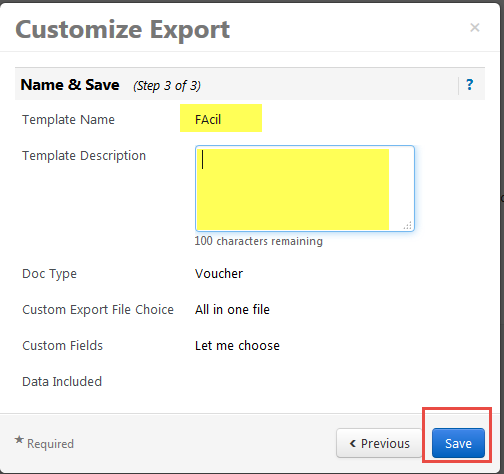 Customize Export ×
Name & Save (Step 3 of 3) ?
Template Name FAcil
Template Description
100 characters remaining
Doc Type Voucher
Custom Export File Choice All in one file
Custom Fields Let me choose
Data Included
* Required < Previous Save